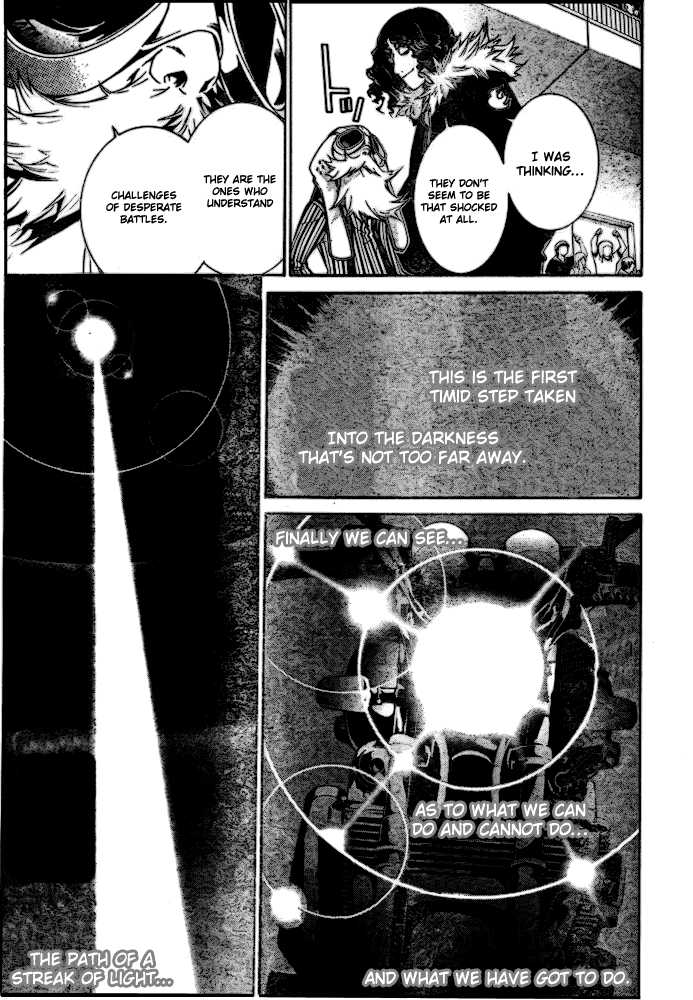 I WAS
THINKING...
THEY DON'T
SEEM TO BE
THAT SHOCKED
AT ALL.
トッ
THEY ARE THE
ONES WHO
UNDERSTAND
CHALLENGES
OF DESPERATE
BATTLES.
THIS IS THE FIRST
TIMID STEP TAKEN
INTO THE DARKNESS
THAT'S NOT TOO FAR AWAY.
FINALLY WE CAN SEE...
AS TO WHAT WE CAN
DO AND CANNOT DO...
AND WHAT WE HAVE GOT TO DO.
THE PATH OF A
STREAK OF LIGHT...